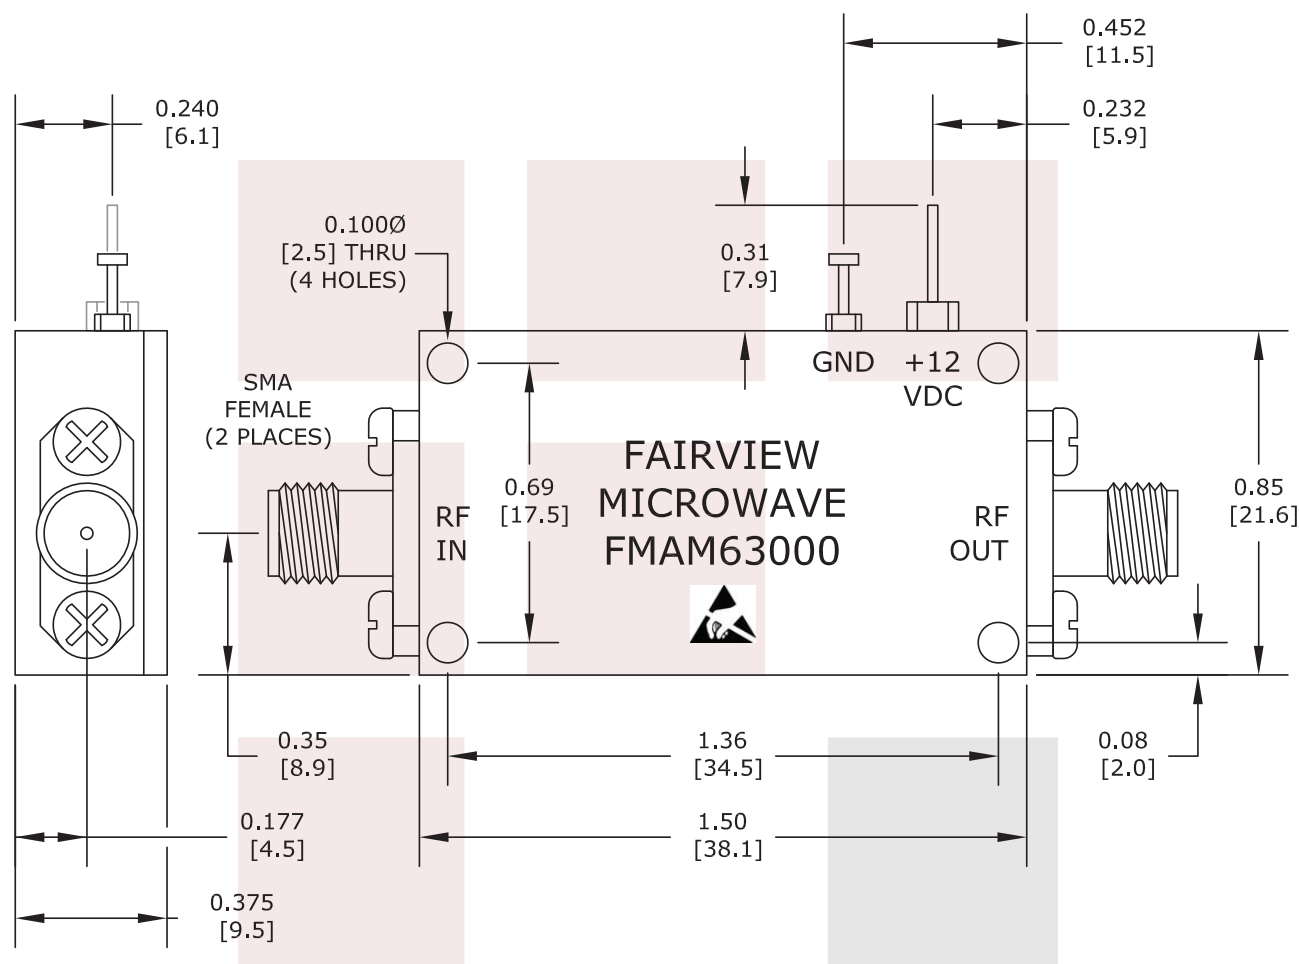 0.452
[11.5]
0.240
[6.1]
0.232
[5.9]
0.100Ø
[2.5] THRU
(4 HOLES)
0.31
[7.9]
GND
+12
VDC
SMA
FEMALE
(2 PLACES)
FAIRVIEW
MICROWAVE
FMAM63000
0.69
[17.5]
RF
IN
RF
OUT
0.85
[21.6]
0.35
[8.9]
1.36
[34.5]
0.08
[2.0]
0.177
[4.5]
1.50
[38.1]
0.375
[9.5]